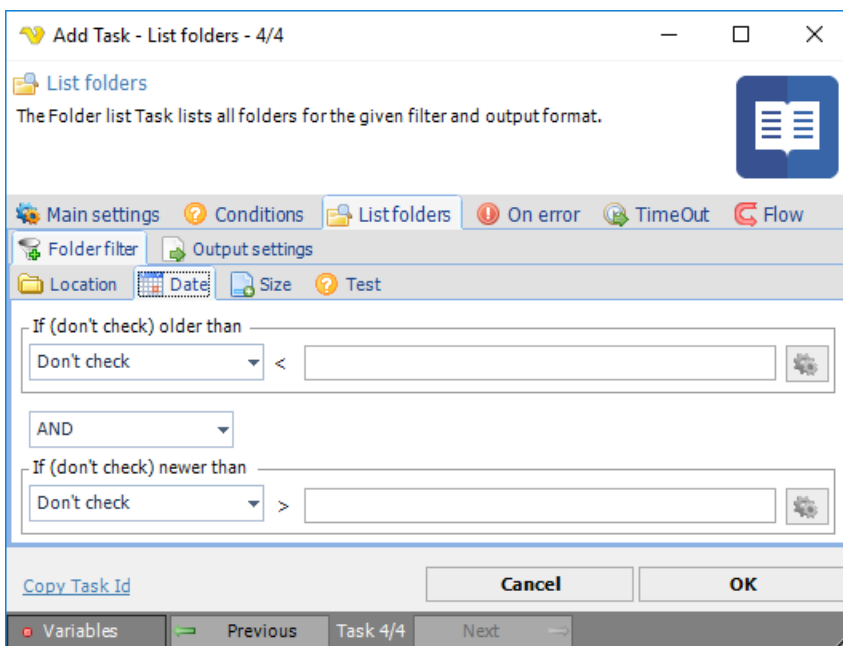 Add Task - List folders - 4/4
List folders
The Folder list Task lists all folders for the given filter and output format.
Main settings Conditions List folders On error TimeOut Flow
Folder filter Output settings
Location Date Size Test
If (don't check) older than
Don't check <
AND
If (don't check) newer than
Don't check >
Copy Task Id Cancel OK
Variables Previous Task 4/4 Next